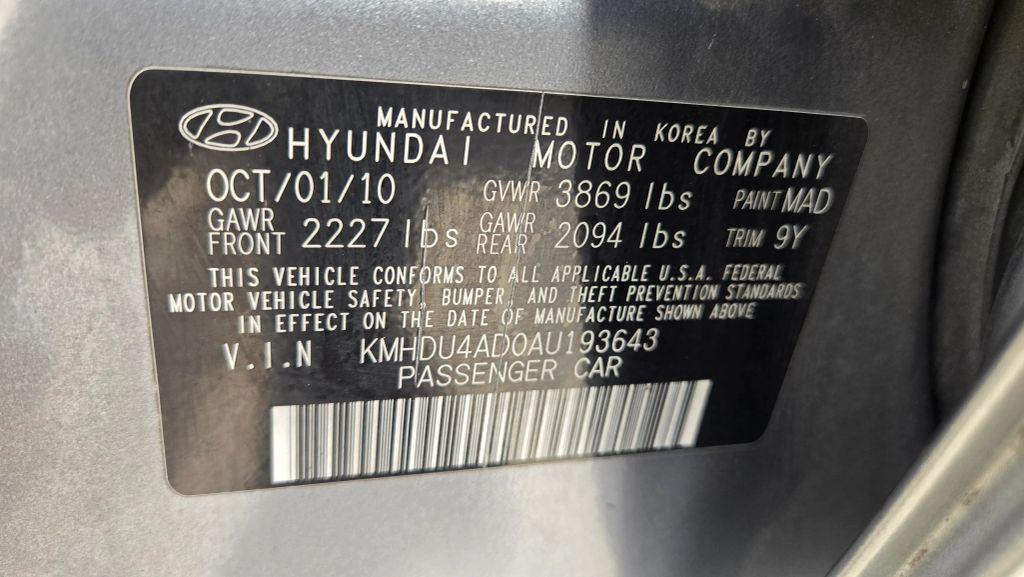 MANUFACTURED IN KOREA BY
HYUNDAI MOTOR COMPANY
OCT/01/10 GVWR 3869 lbs PAINT MAD
GAWR FRONT 2227 lbs GAWR REAR 2094 lbs TRIM 9Y
THIS VEHICLE CONFORMS TO ALL APPLICABLE U.S.A. FEDERAL
MOTOR VEHICLE SAFETY, BUMPER, AND THEFT PREVENTION STANDARDS
IN EFFECT ON THE DATE OF MANUFACTURE SHOWN ABOVE
V.I.N KMHDU4AD0AU193643
PASSENGER CAR